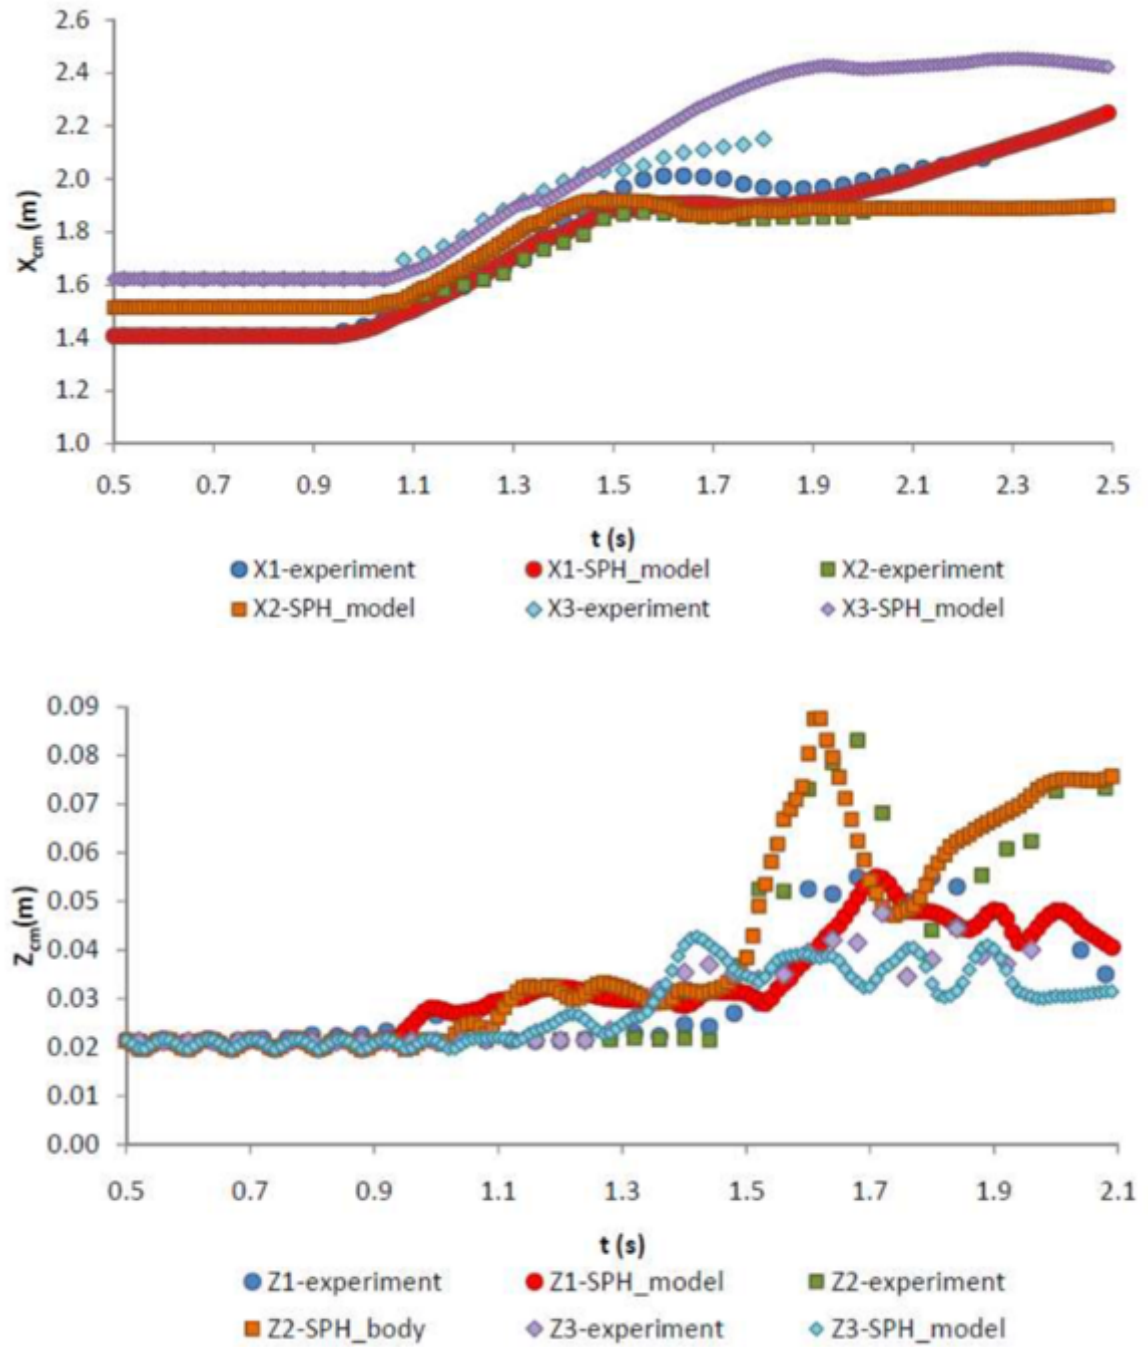 2.6
2.4
2.2
2.0
1.8
1.6
1.4
1.2
1.0
Xcm (m)
0.5 0.7 0.9 1.1 1.3 1.5 1.7 1.9 2.1 2.3 2.5
t (s)
X1-experiment X1-SPH_model X2-experiment
X2-SPH_model X3-experiment X3-SPH_model
0.09
0.08
0.07
0.06
0.05
0.04
0.03
0.02
0.01
0.00
Zcm(m)
0.5 0.7 0.9 1.1 1.3 1.5 1.7 1.9 2.1
t (s)
Z1-experiment Z1-SPH_model Z2-experiment
Z2-SPH_body Z3-experiment Z3-SPH_model